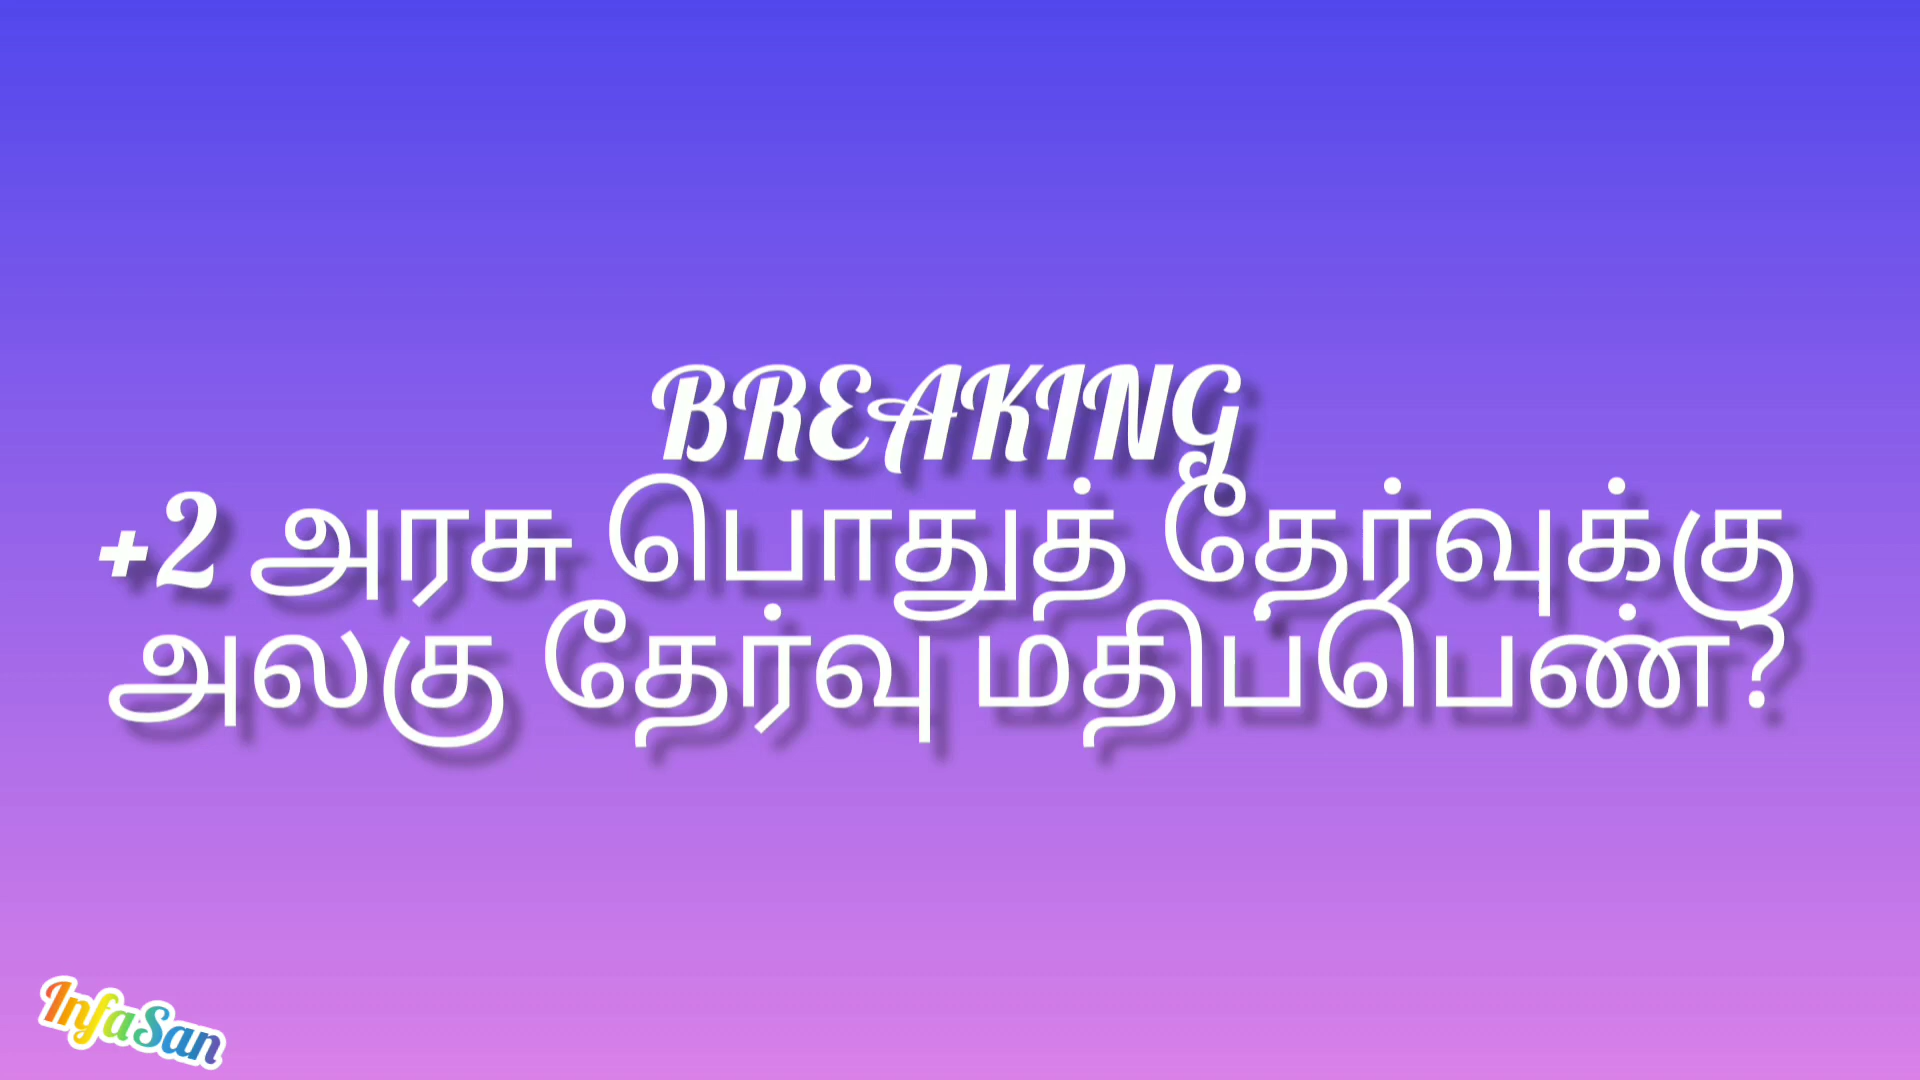 BREAKING
+2 அரசு பொதுத் தேர்வுக்கு
அலகு தேர்வு மதிப்பெண்?
InfaSan